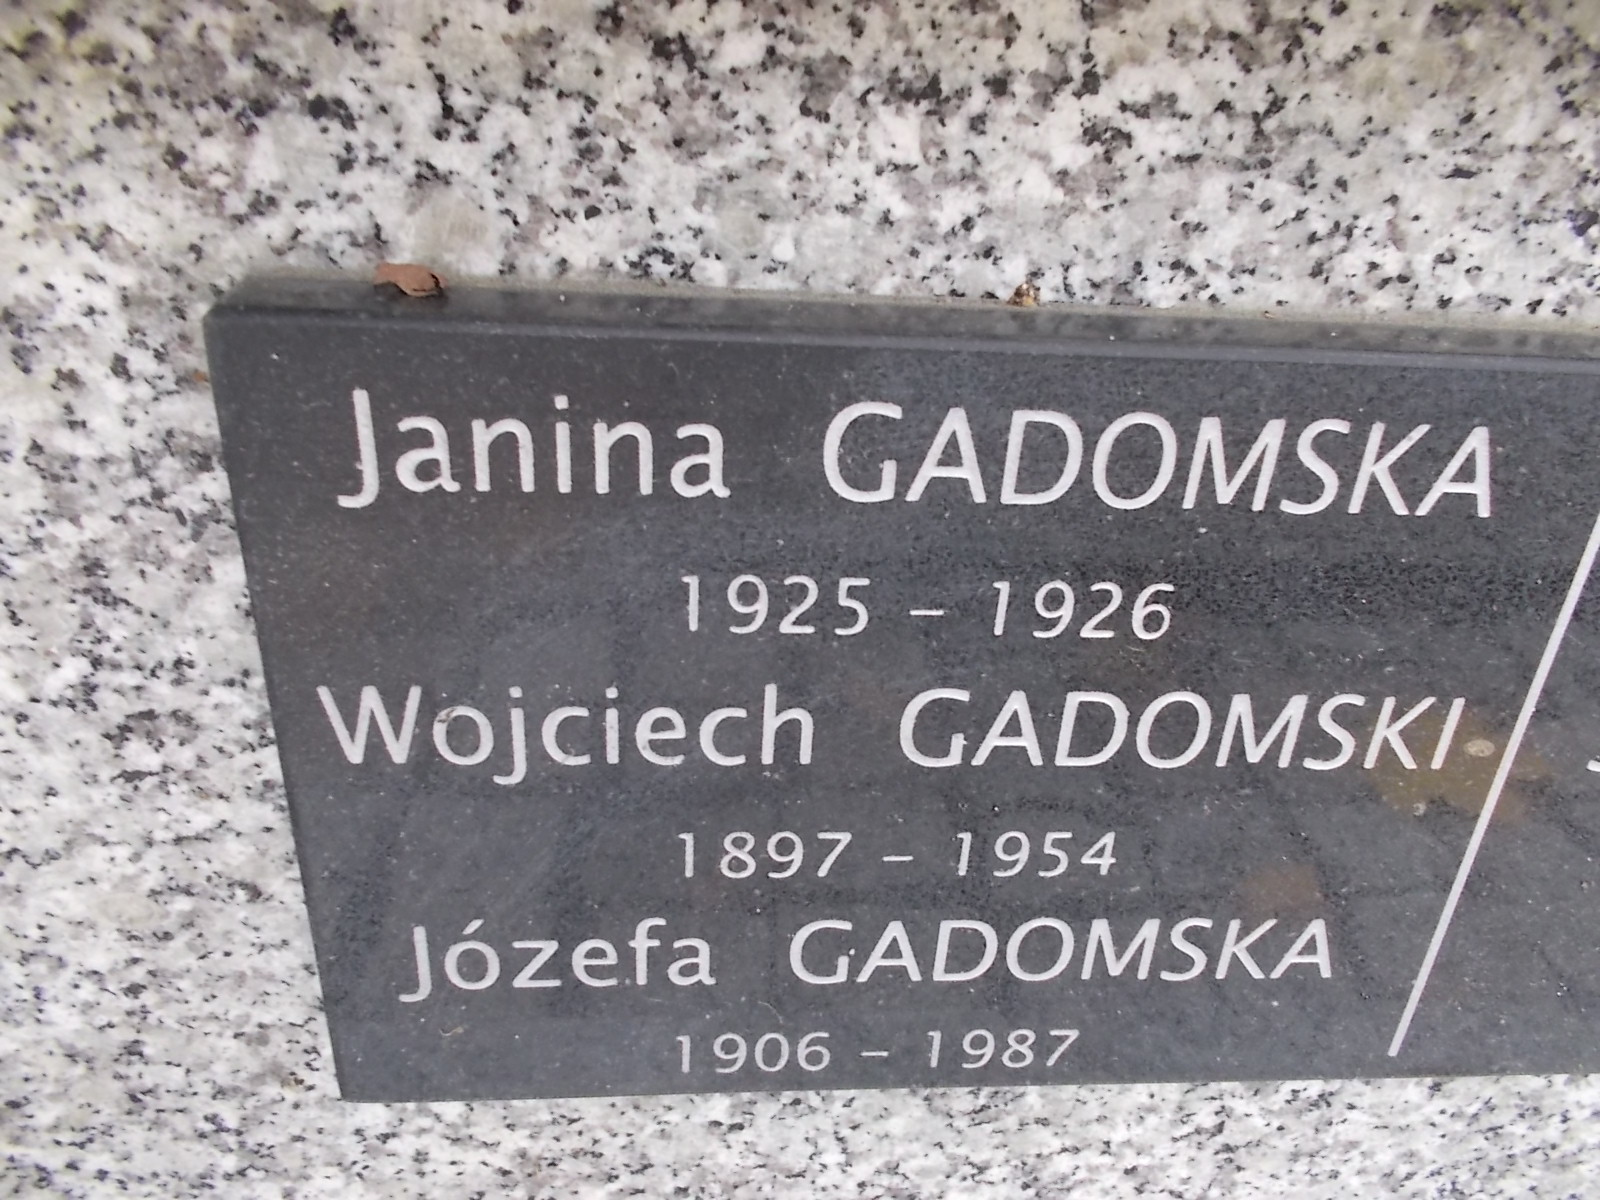 Janina GADOMSKA
1925 – 1926
Wojciech GADOMSKI
1897 – 1954
Józefa GADOMSKA
1906 – 1987